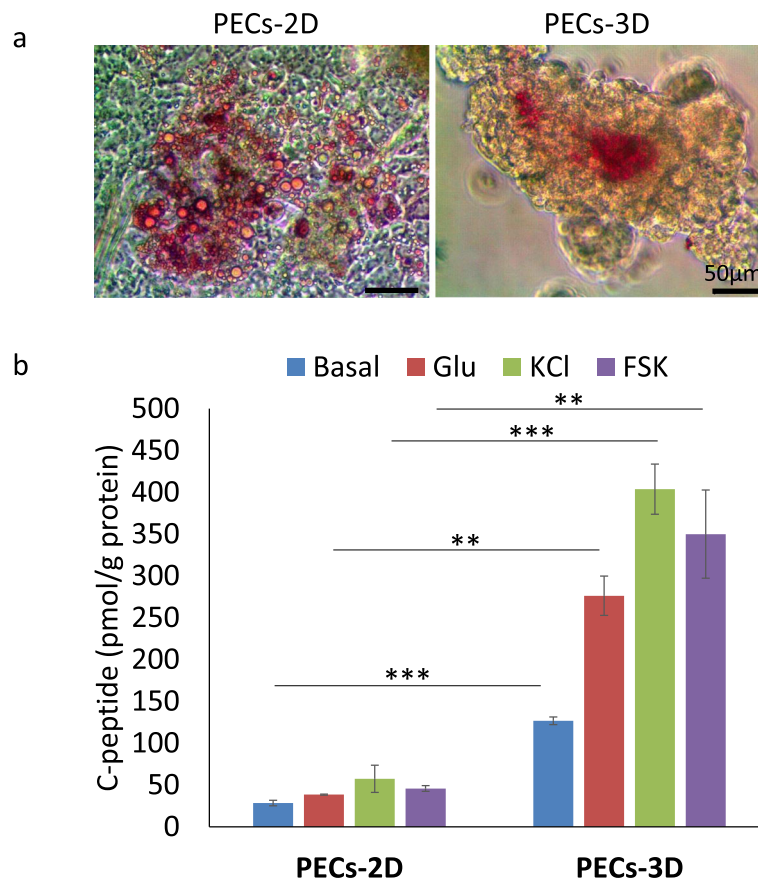 a
PECs-2D PECs-3D
50μm
b
Basal Glu KCl FSK
C-peptide (pmol/g protein)
500
450
400
350
300
250
200
150
100
50
0
**
***
**
***
PECs-2D PECs-3D